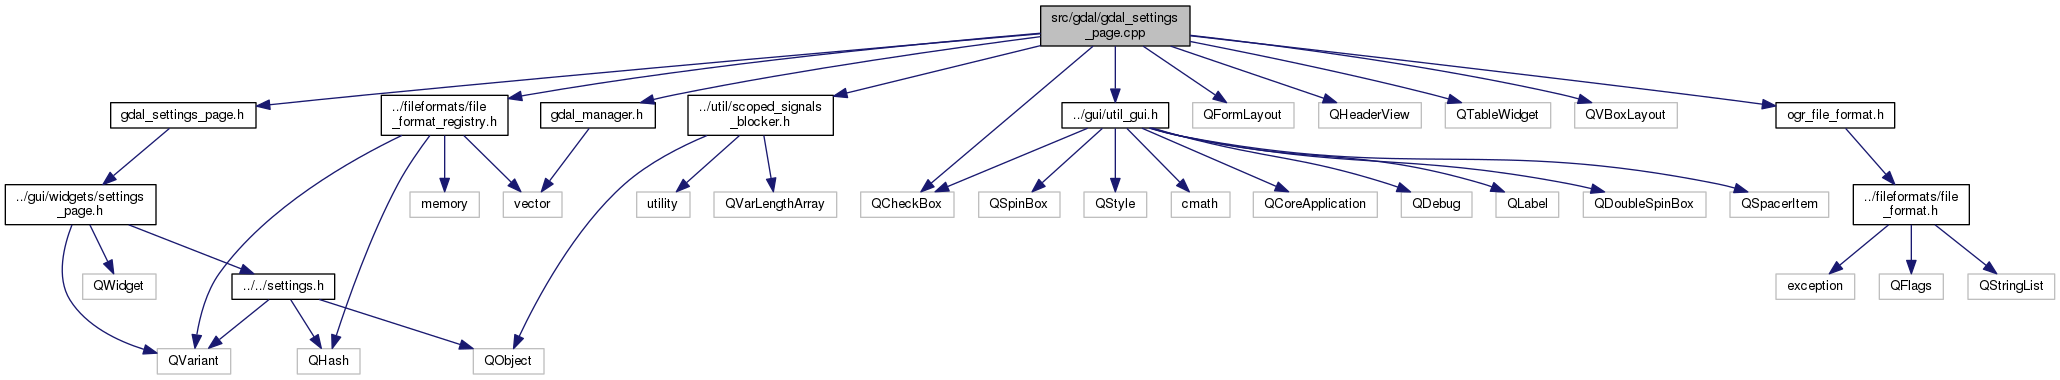 src/gdal/gdal_settings
_page.cpp
gdal_settings_page.h
../fileformats/file
_format_registry.h
gdal_manager.h
../util/scoped_signals
_blocker.h
../gui/util_gui.h
QFormLayout
QHeaderView
QTableWidget
QVBoxLayout
ogr_file_format.h
../gui/widgets/settings
_page.h
memory
vector
utility
QVarLengthArray
QCheckBox
QSpinBox
QStyle
cmath
QCoreApplication
QDebug
QLabel
QDoubleSpinBox
QSpacerItem
../fileformats/file
_format.h
QWidget
../../settings.h
exception
QFlags
QStringList
QVariant
QHash
QObject